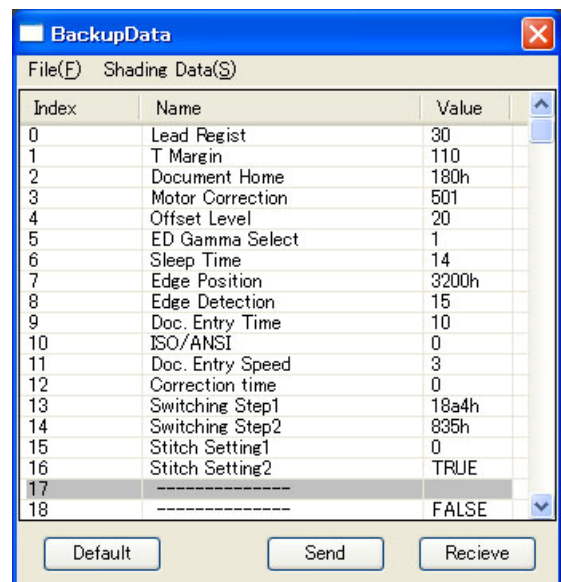 BackupData
File(F) Shading Data(S)
Index Name Value
0 Lead Regist 30
1 T Margin 110
2 Document Home 180h
3 Motor Correction 501
4 Offset Level 20
5 ED Gamma Select 1
6 Sleep Time 14
7 Edge Position 3200h
8 Edge Detection 15
9 Doc. Entry Time 10
10 ISO/ANSI 0
11 Doc. Entry Speed 3
12 Correction time 0
13 Switching Step1 18a4h
14 Switching Step2 835h
15 Stitch Setting1 0
16 Stitch Setting2 TRUE
17 --------------
18 -------------- FALSE
Default Send Recieve